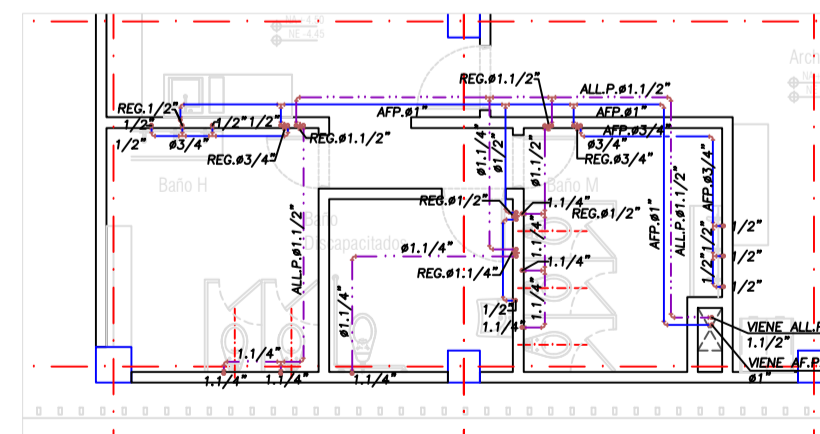 NE -4.45
REG.ø1.1/2"
ALL.P.ø1.1/2"
Arch
REG.1/2"
1/2"
1/2"
1/2"
AFP.ø1"
AFP.ø1"
AFP.ø3/4"
1/2"
ø3/4"
REG.ø1.1/2"
REG.ø3/4"
ø1.1/4"
ø1/2"
ø1.1/2"
ø3/4"
REG.ø3/4"
AFP.ø3/4"
Baño H
Baño M
REG.ø1/2"
1.1/4"
REG.ø1/2"
Baño
Discapacitado
ALL.P.ø1.1/2"
ø1.1/4"
AFP.ø1"
ALL.P.ø1.1/2"
1/2"
1.1/4"
1.1/4"
1/2"
1/2"
REG.ø1.1/4"
1/2"
1/2"
ø1.1/4"
1/2"
1.1/4"
1.1/4"
VIENE ALL.P
1.1/2"
1.1/4"
VIENE AF.P
1.1/4"
1.1/4"
1.1/4"
ø1"